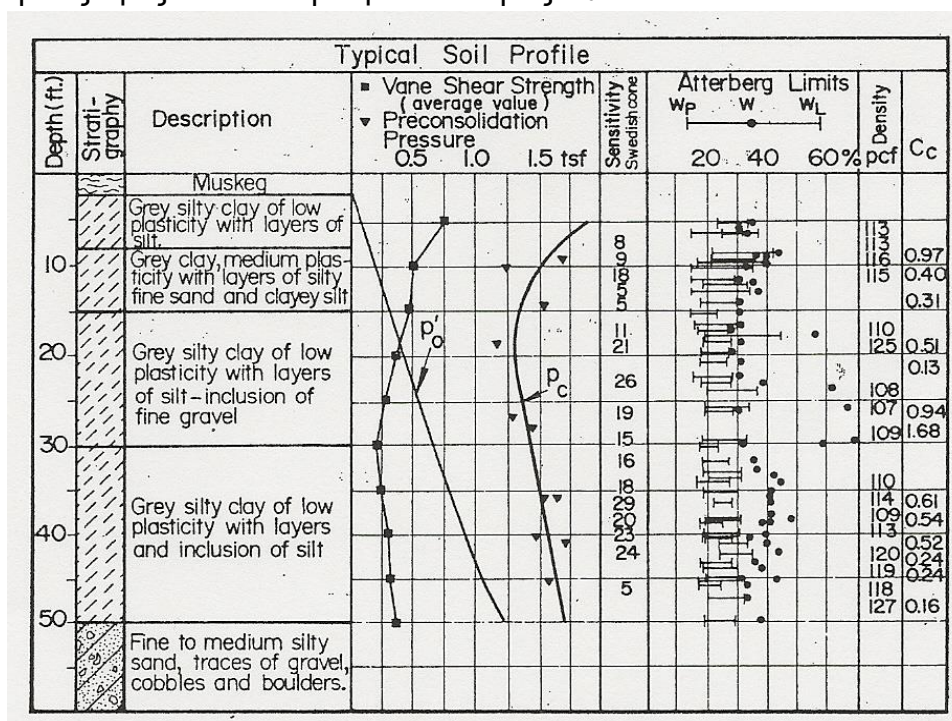 Typical Soil Profile
Depth (ft.)
Strati-
graphy
Description
Vane Shear Strength
(average value)
Preconsolidation
Pressure
0.5 1.0 1.5 tsf
Sensitivity
Swedish cone
Atterberg Limits
Wp W WL
20 40 60%
Density
pcf
Cc
Muskeg
Grey silty clay of low
plasticity with layers of
silt.
Grey clay, medium plas-
ticity with layers of silty
fine sand and clayey silt
Grey silty clay of low
plasticity with layers
of silt-inclusion of
fine gravel
Grey silty clay of low
plasticity with layers
and inclusion of silt
Fine to medium silty
sand, traces of gravel,
cobbles and boulders.
10
20
30
40
50
p'o
pc
8
9
18
5
5
11
21
26
19
15
16
18
29
20
23
24
5
113
113
116
115
110
125
108
107
109
110
114
109
113
120
119
118
127
0.97
0.40
0.31
0.51
0.13
0.94
1.68
0.61
0.54
0.52
0.24
0.24
0.16